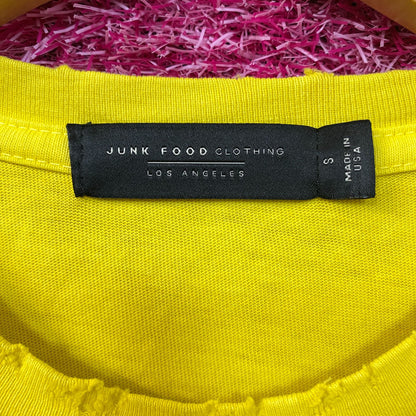 JUNK FOOD CLOTHING
LOS ANGELES
S
MADE IN
USA